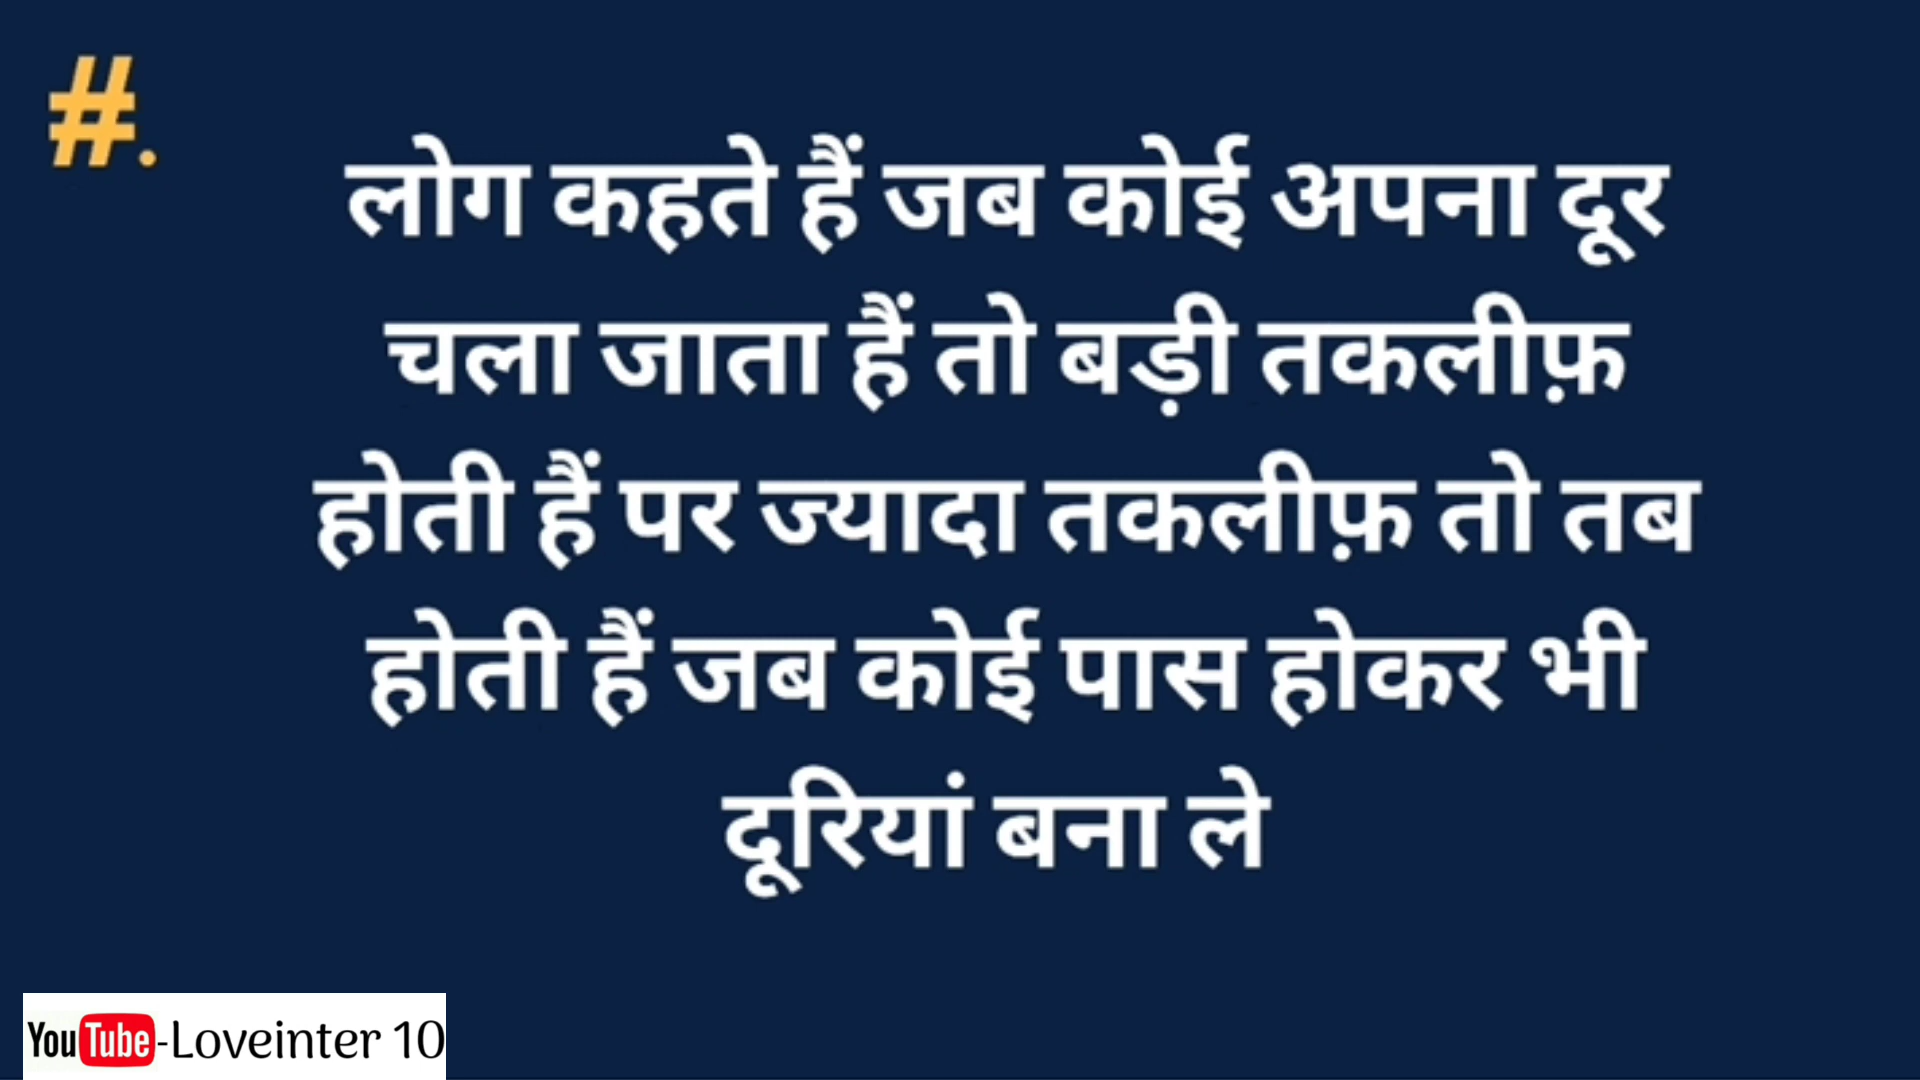 #.
लोग कहते हैं जब कोई अपना दूर
चला जाता हैं तो बड़ी तकलीफ़
होती हैं पर ज्यादा तकलीफ़ तो तब
होती हैं जब कोई पास होकर भी
दूरियां बना ले
YouTube-Loveinter 10